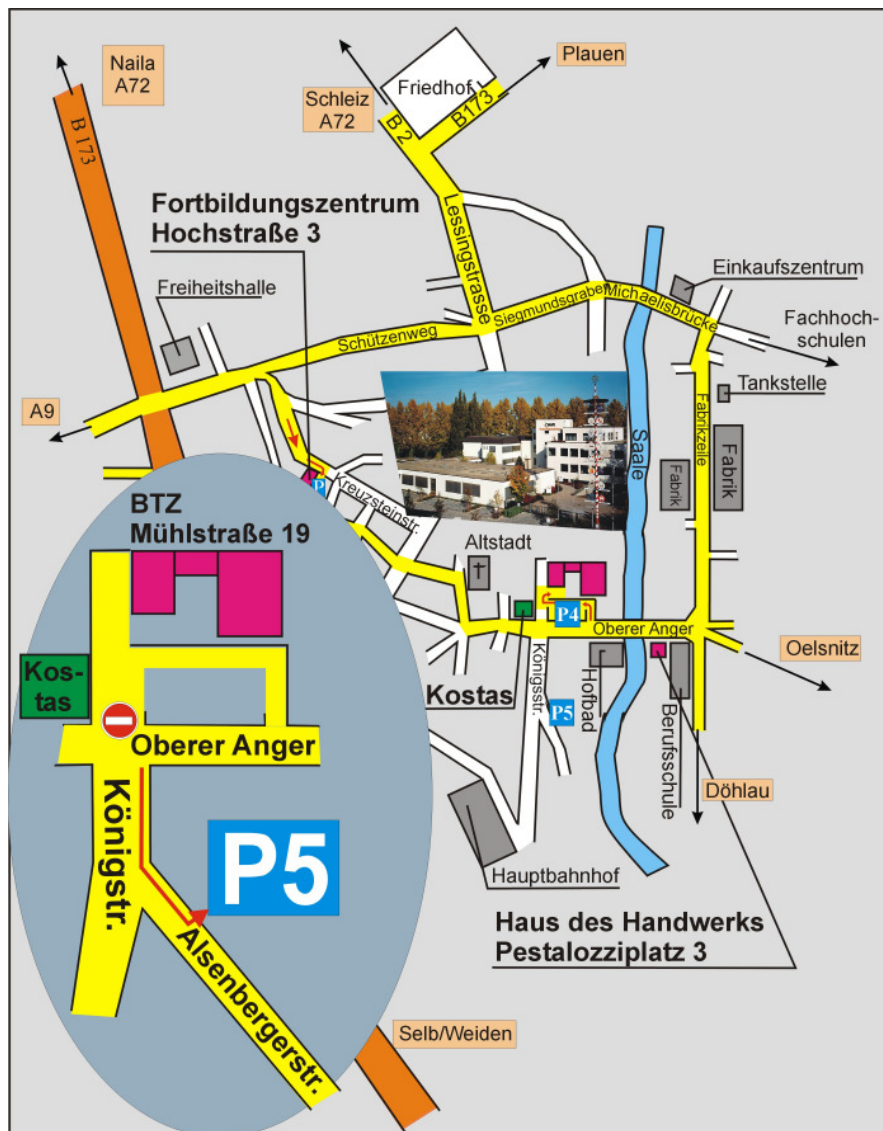 Naila
A72
B 173
Schleiz
A72
Friedhof
Plauen
B 2
B173
Fortbildungszentrum
Hochstraße 3
Lessingstrasse
Freiheitshalle
Einkaufszentrum
Siegmundsgraben
Michaelisbrücke
Schützenweg
Fachhoch-
schulen
A9
Tankstelle
Fabrikzeile
Saale
Fabrik
Fabrik
P
Kreuzsteinstr.
BTZ
Mühlstraße 19
Altstadt
P4
Oberer Anger
Oelsnitz
Kostas
Königsstr.
P5
Hofbad
Berufsschule
Döhlau
Kos-
tas
Oberer Anger
Königstr.
P5
Alsenbergerstr.
Hauptbahnhof
Haus des Handwerks
Pestalozziplatz 3
Selb/Weiden